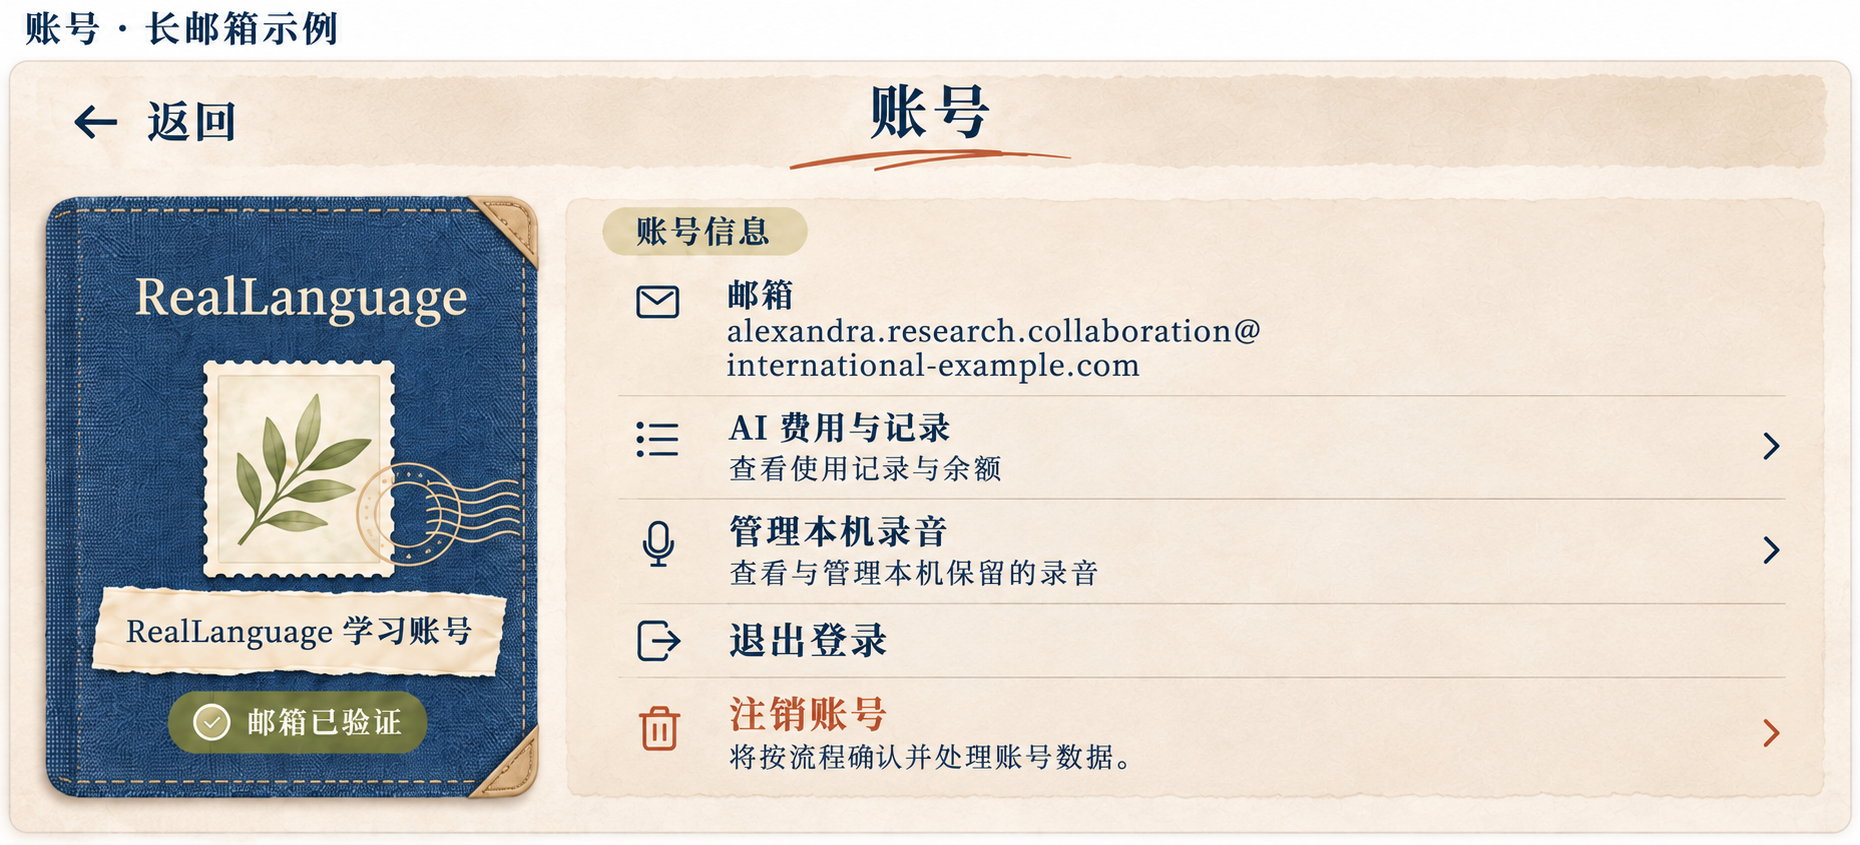 账号 · 长邮箱示例
返回
账号
RealLanguage
RealLanguage 学习账号
邮箱已验证
账号信息
邮箱
alexandra.research.collaboration@
international-example.com
AI 费用与记录
查看使用记录与余额
管理本机录音
查看与管理本机保留的录音
退出登录
注销账号
将按流程确认并处理账号数据。